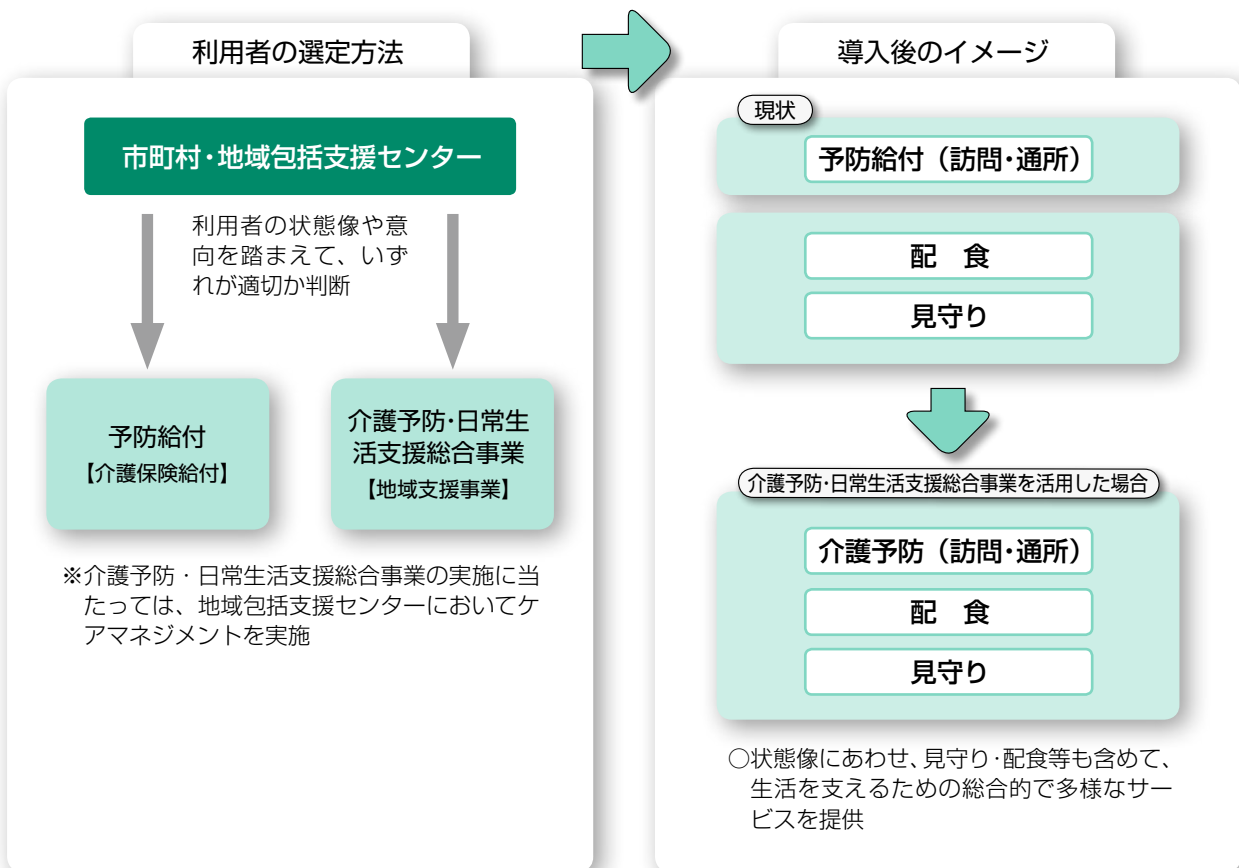 利用者の選定方法
市町村・地域包括支援センター
利用者の状態像や意
向を踏まえて、いず
れが適切か判断
予防給付
【介護保険給付】
介護予防・日常生
活支援総合事業
【地域支援事業】
※介護予防・日常生活支援総合事業の実施に当
たっては、地域包括支援センターにおいてケ
アマネジメントを実施
導入後のイメージ
現状
予防給付（訪問・通所）
配　食
見守り
介護予防・日常生活支援総合事業を活用した場合
介護予防（訪問・通所）
配　食
見守り
○状態像にあわせ、見守り・配食等も含めて、
生活を支えるための総合的で多様なサー
ビスを提供